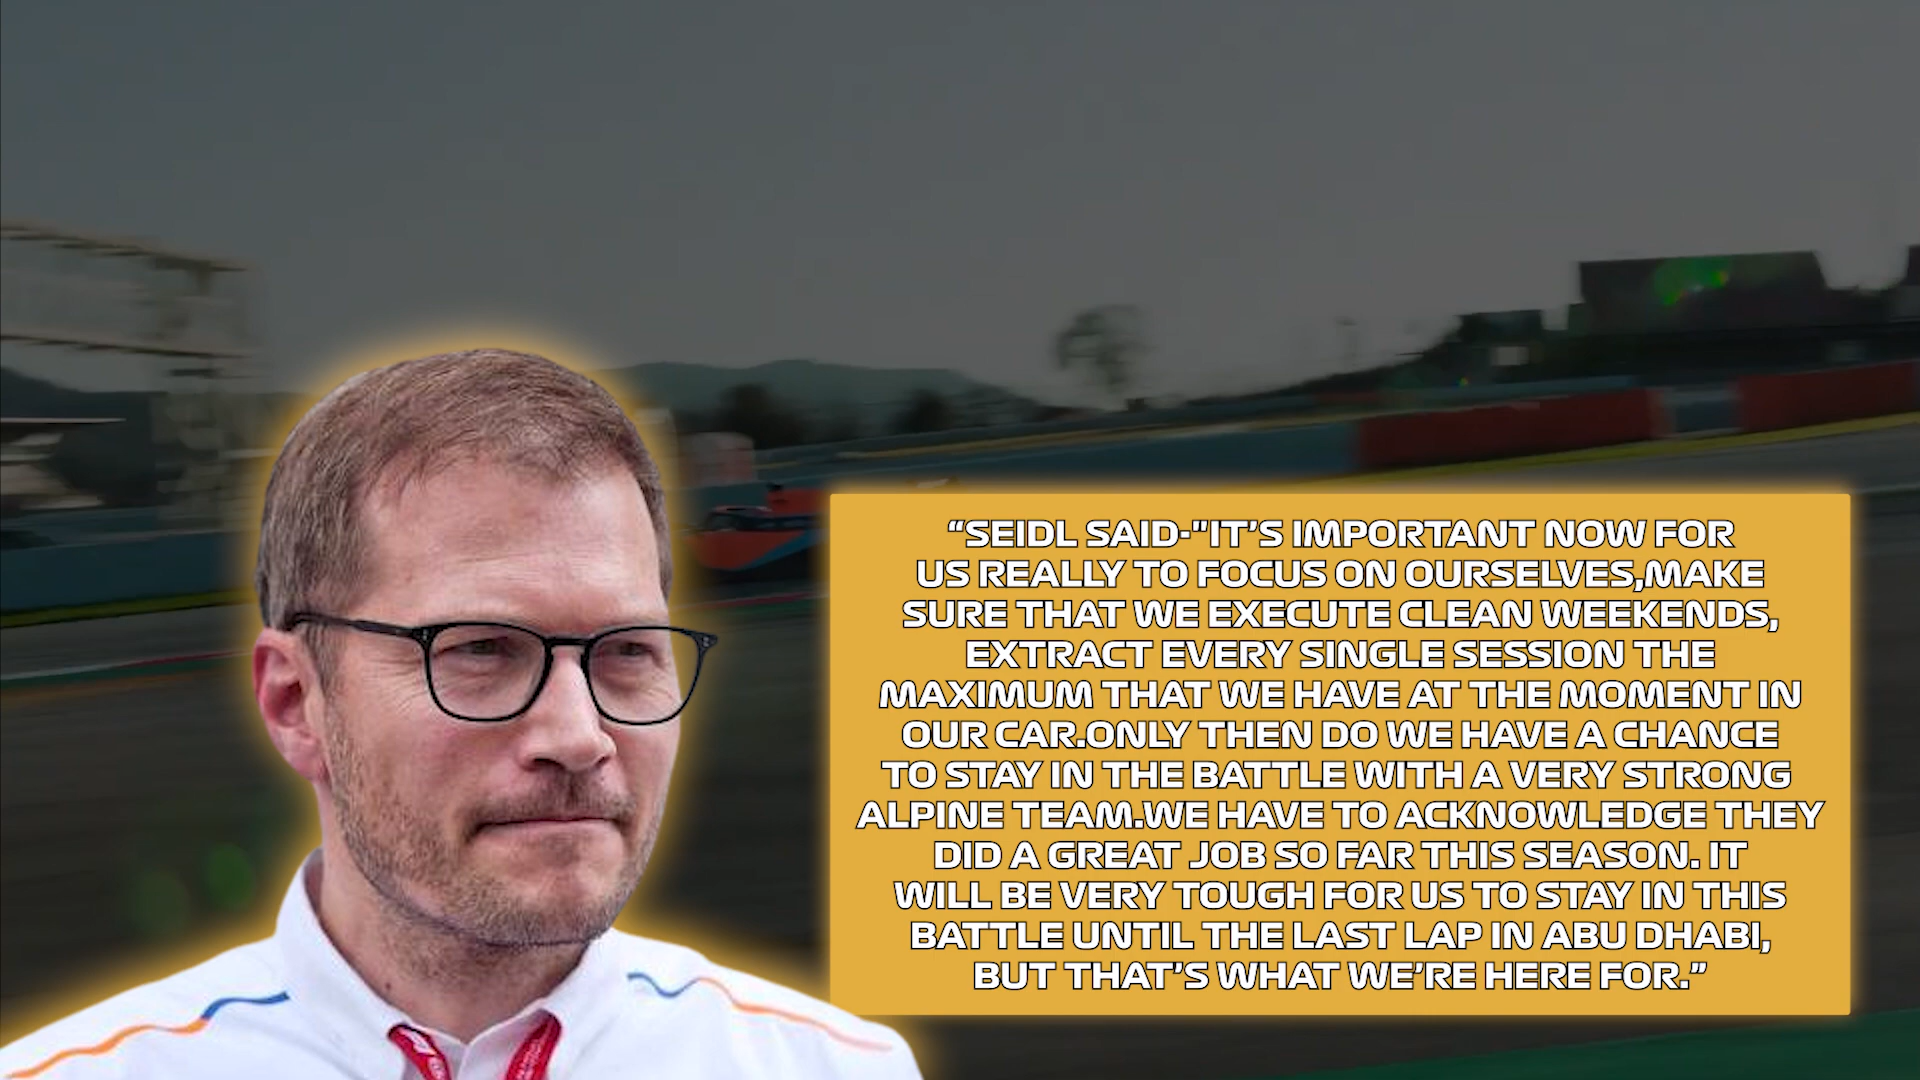 “SEIDL SAID-"IT’S IMPORTANT NOW FOR
US REALLY TO FOCUS ON OURSELVES,MAKE
SURE THAT WE EXECUTE CLEAN WEEKENDS,
EXTRACT EVERY SINGLE SESSION THE
MAXIMUM THAT WE HAVE AT THE MOMENT IN
OUR CAR.ONLY THEN DO WE HAVE A CHANCE
TO STAY IN THE BATTLE WITH A VERY STRONG
ALPINE TEAM.WE HAVE TO ACKNOWLEDGE THEY
DID A GREAT JOB SO FAR THIS SEASON. IT
WILL BE VERY TOUGH FOR US TO STAY IN THIS
BATTLE UNTIL THE LAST LAP IN ABU DHABI,
BUT THAT’S WHAT WE’RE HERE FOR.”